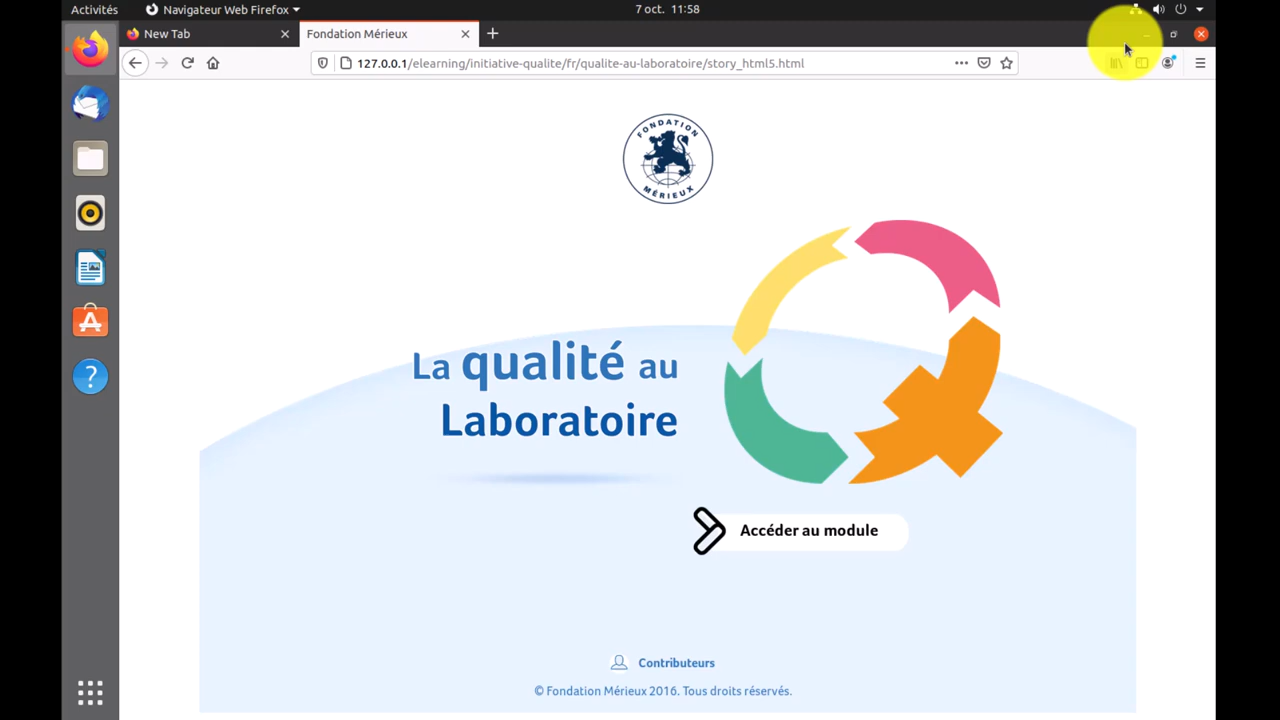 Activités
Navigateur Web Firefox
7 oct. 11:58
New Tab
Fondation Mérieux
127.0.0.1/elearning/initiative-qualite/fr/qualite-au-laboratoire/story_html5.html
FONDATION
MÉRIEUX
La qualité au
Laboratoire
Accéder au module
Contributeurs
© Fondation Mérieux 2016. Tous droits réservés.